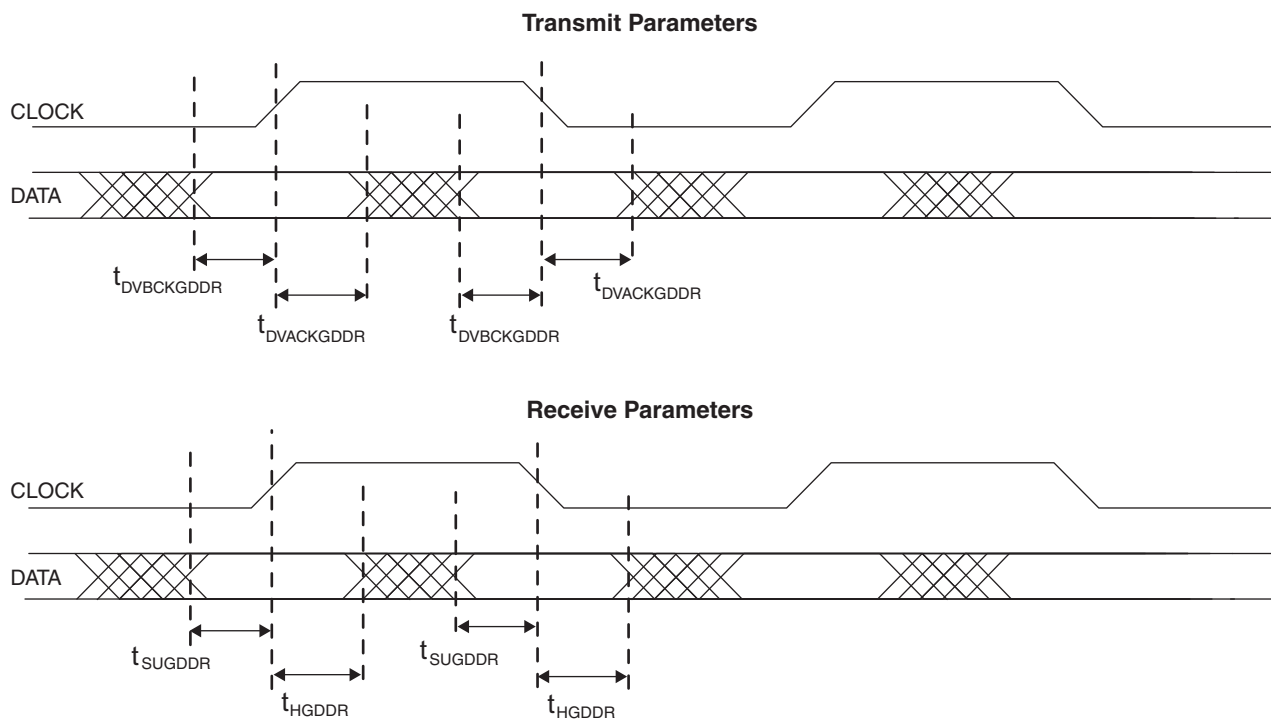 Transmit Parameters
CLOCK
DATA
tDVBCKGDDR
tDVACKGDDR
tDVACKGDDR
tDVBCKGDDR
Receive Parameters
CLOCK
DATA
tSUGDDR
tSUGDDR
tHGDDR
tHGDDR